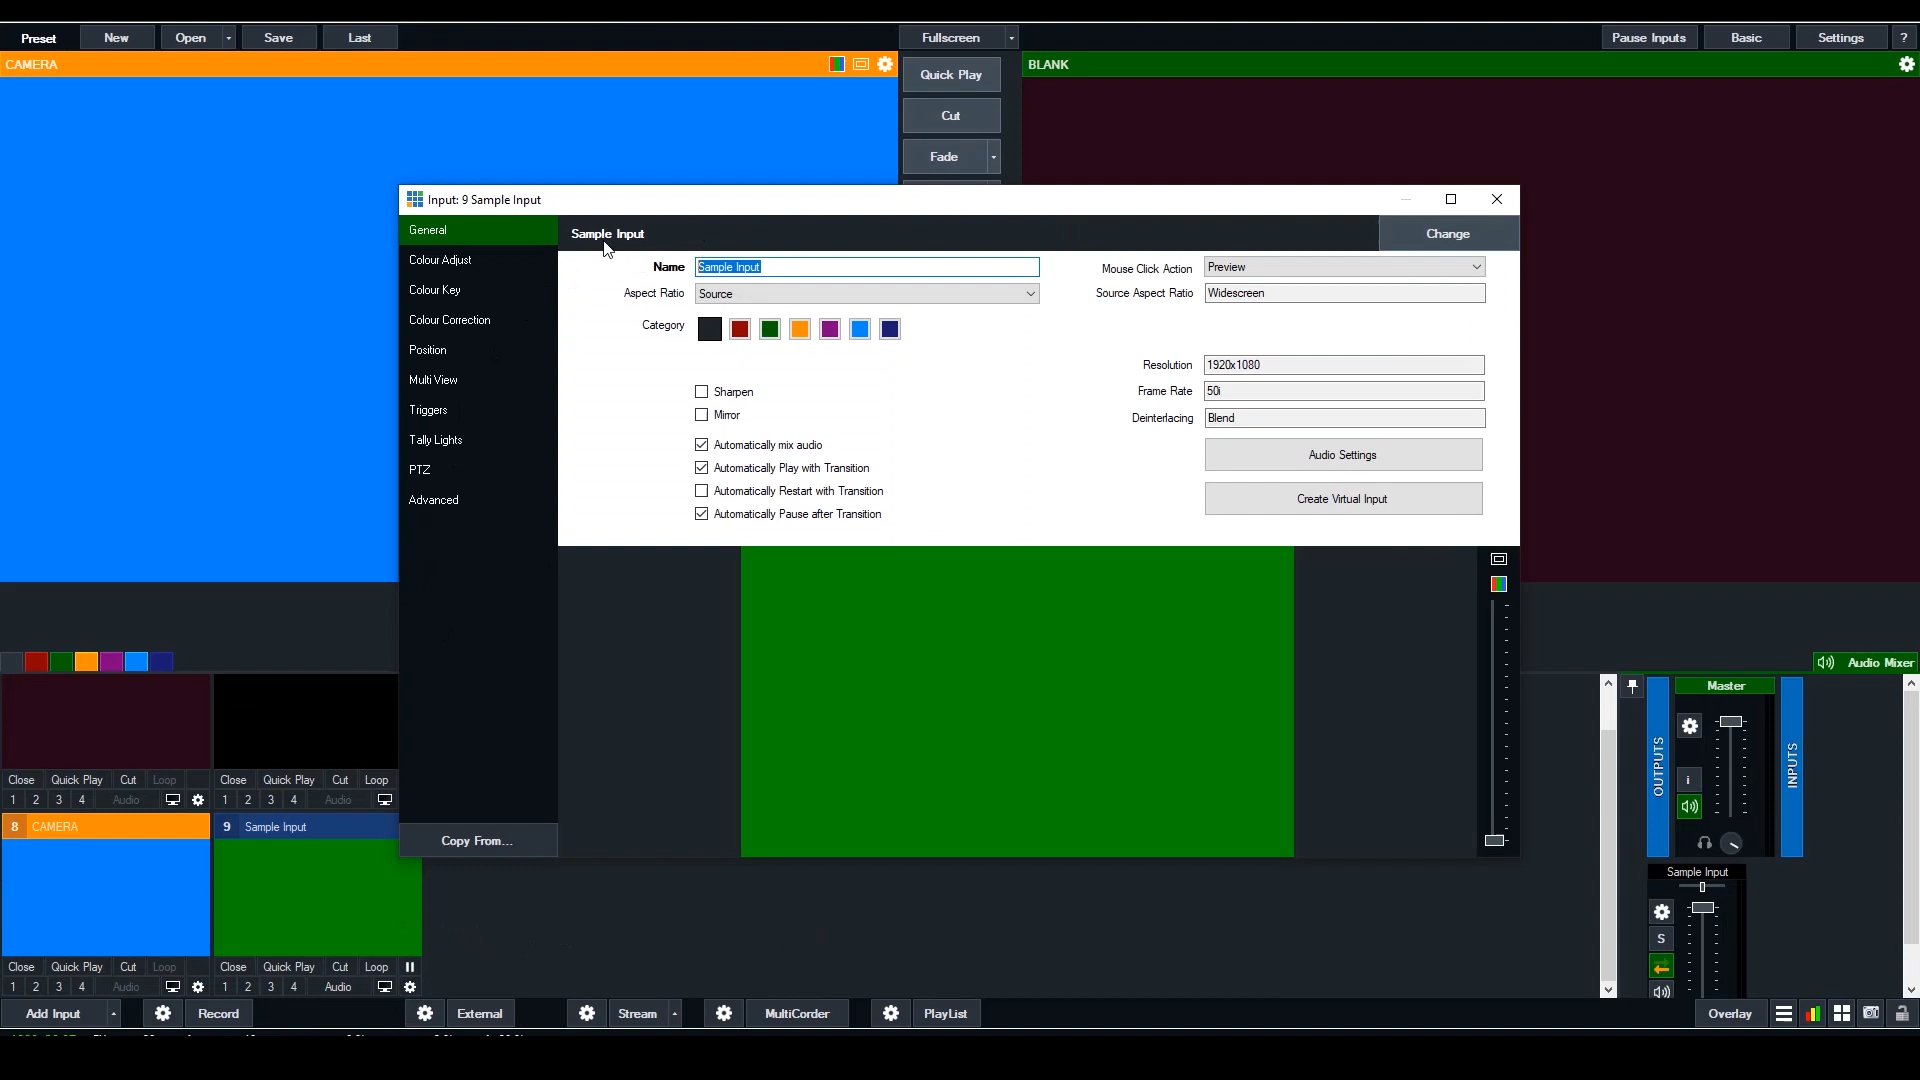 Preset New Open Save Last Fullscreen Pause Inputs Basic Settings ?
CAMERA
Quick Play
Cut
Fade
BLANK
Input: 9 Sample Input
General
Colour Adjust
Colour Key
Colour Correction
Position
Multi View
Triggers
Tally Lights
PTZ
Advanced
Copy From...
Sample Input Change
Name Sample Input
Aspect Ratio Source
Category
Sharpen
Mirror
Automatically mix audio
Automatically Play with Transition
Automatically Restart with Transition
Automatically Pause after Transition
Mouse Click Action Preview
Source Aspect Ratio Widescreen
Resolution 1920x1080
Frame Rate 50i
Deinterlacing Blend
Audio Settings
Create Virtual Input
Audio Mixer
Master
OUTPUTS
INPUTS
i
Sample Input
S
Close Quick Play Cut Loop
1 2 3 4 Audio
Close Quick Play Cut Loop
1 2 3 4 Audio
8 CAMERA
9 Sample Input
Close Quick Play Cut Loop
1 2 3 4 Audio
Close Quick Play Cut Loop
1 2 3 4 Audio
Add Input Record External Stream MultiCorder PlayList Overlay